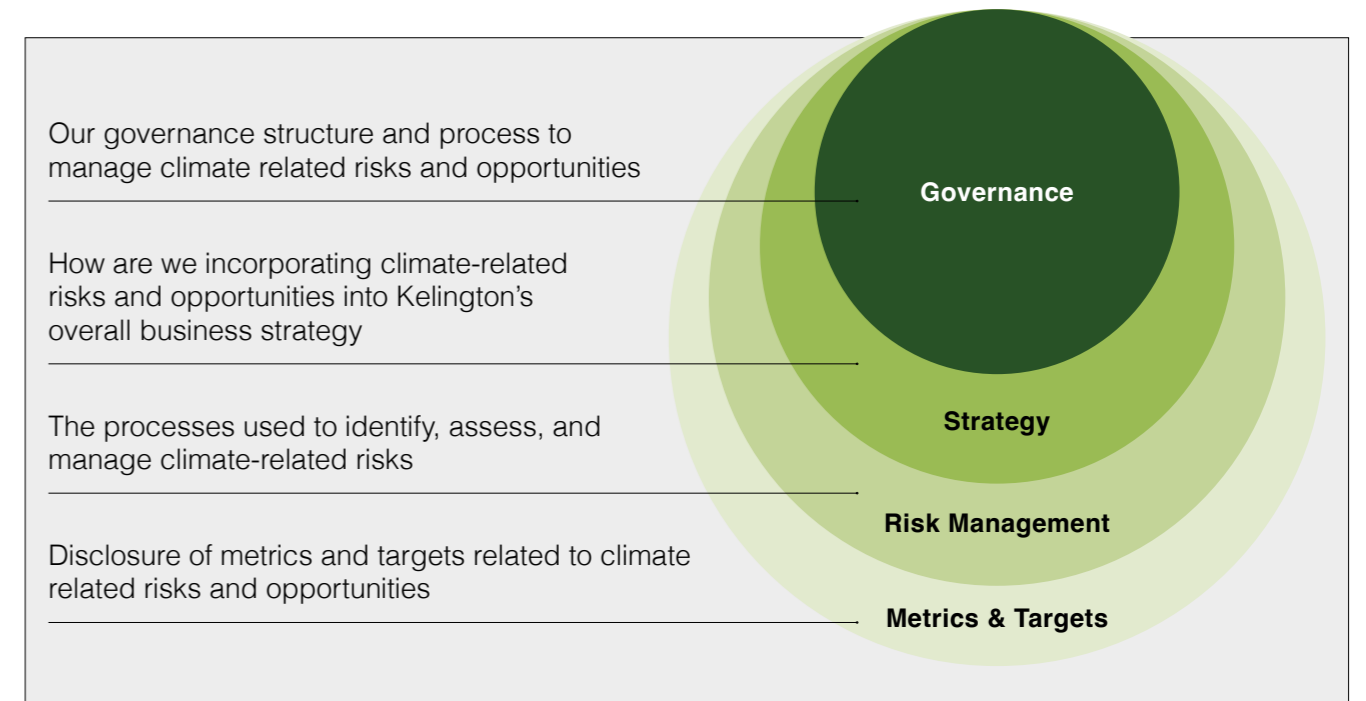 Our governance structure and process to
manage climate related risks and opportunities
Governance
How are we incorporating climate-related
risks and opportunities into Kelington’s
overall business strategy
Strategy
The processes used to identify, assess, and
manage climate-related risks
Risk Management
Disclosure of metrics and targets related to climate
related risks and opportunities
Metrics & Targets